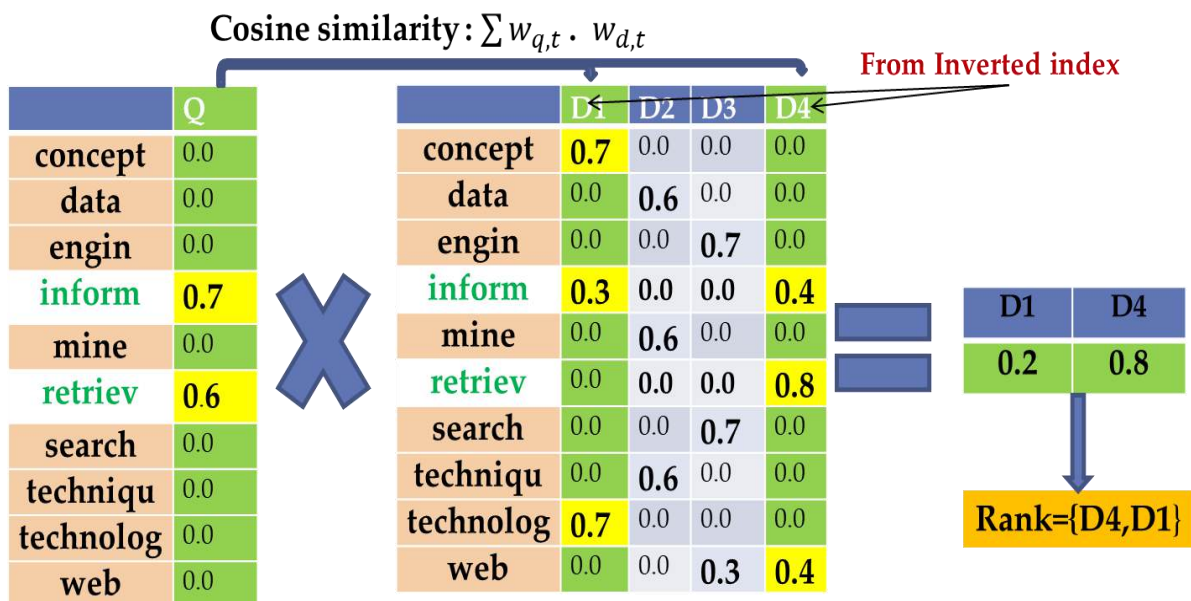 Cosine similarity: ∑ w_{q,t} . w_{d,t}
From Inverted index
Q
concept 0.0
data 0.0
engin 0.0
inform 0.7
mine 0.0
retriev 0.6
search 0.0
techniqu 0.0
technolog 0.0
web 0.0
D1 D2 D3 D4
concept 0.7 0.0 0.0 0.0
data 0.0 0.6 0.0 0.0
engin 0.0 0.0 0.7 0.0
inform 0.3 0.0 0.0 0.4
mine 0.0 0.6 0.0 0.0
retriev 0.0 0.0 0.0 0.8
search 0.0 0.0 0.7 0.0
techniqu 0.0 0.6 0.0 0.0
technolog 0.7 0.0 0.0 0.0
web 0.0 0.0 0.3 0.4
D1 D4
0.2 0.8
Rank={D4,D1}